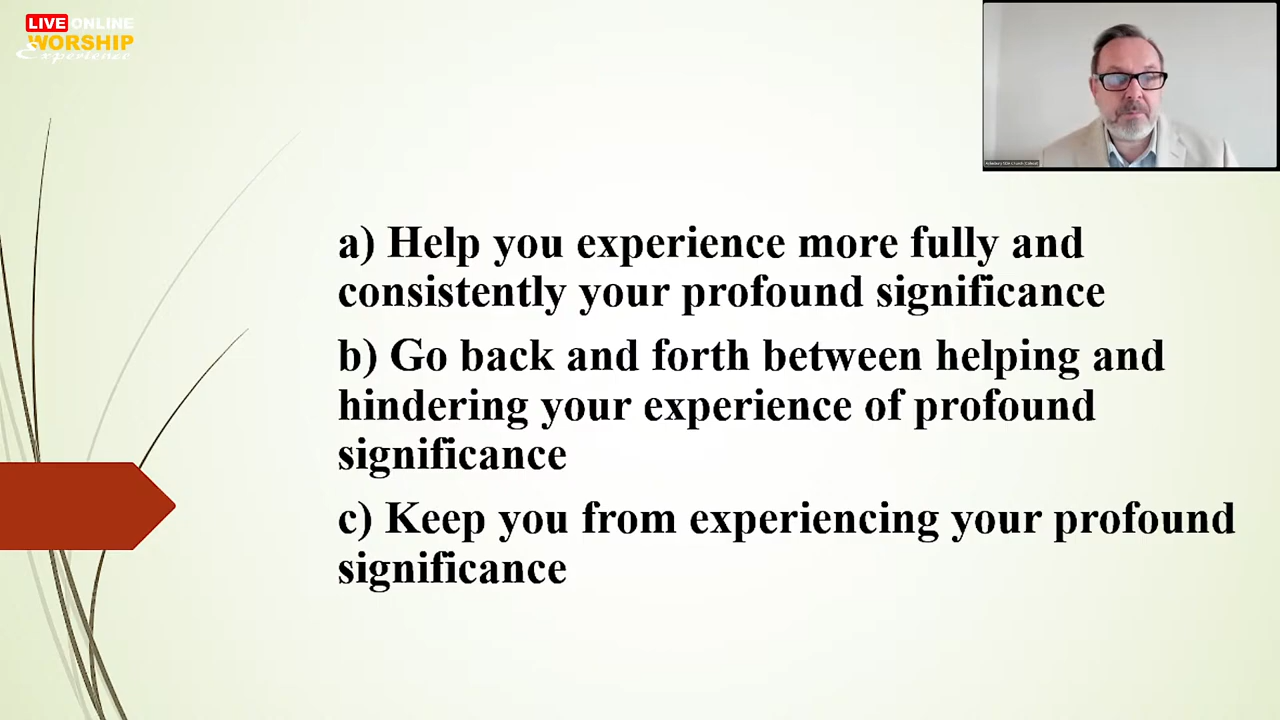 LIVE ONLINE
WORSHIP
Experience
a) Help you experience more fully and
consistently your profound significance
b) Go back and forth between helping and
hindering your experience of profound
significance
c) Keep you from experiencing your profound
significance